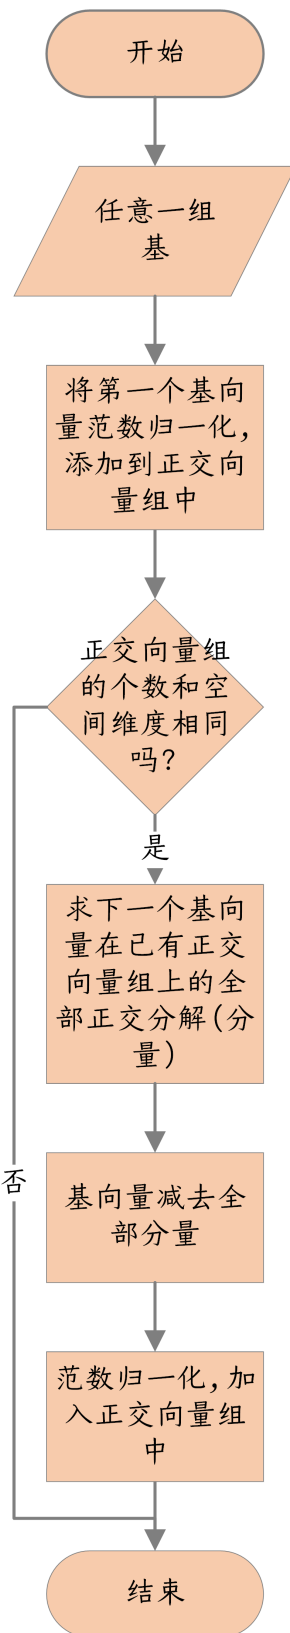 开始
任意一组
基
将第一个基向
量范数归一化,
添加到正交向
量组中
正交向量组
的个数和空
间维度相同
吗?
是
求下一个基向
量在已有正交
向量组上的全
部正交分解(分
量)
否
基向量减去全
部分量
范数归一化,加
入正交向量组
中
结束